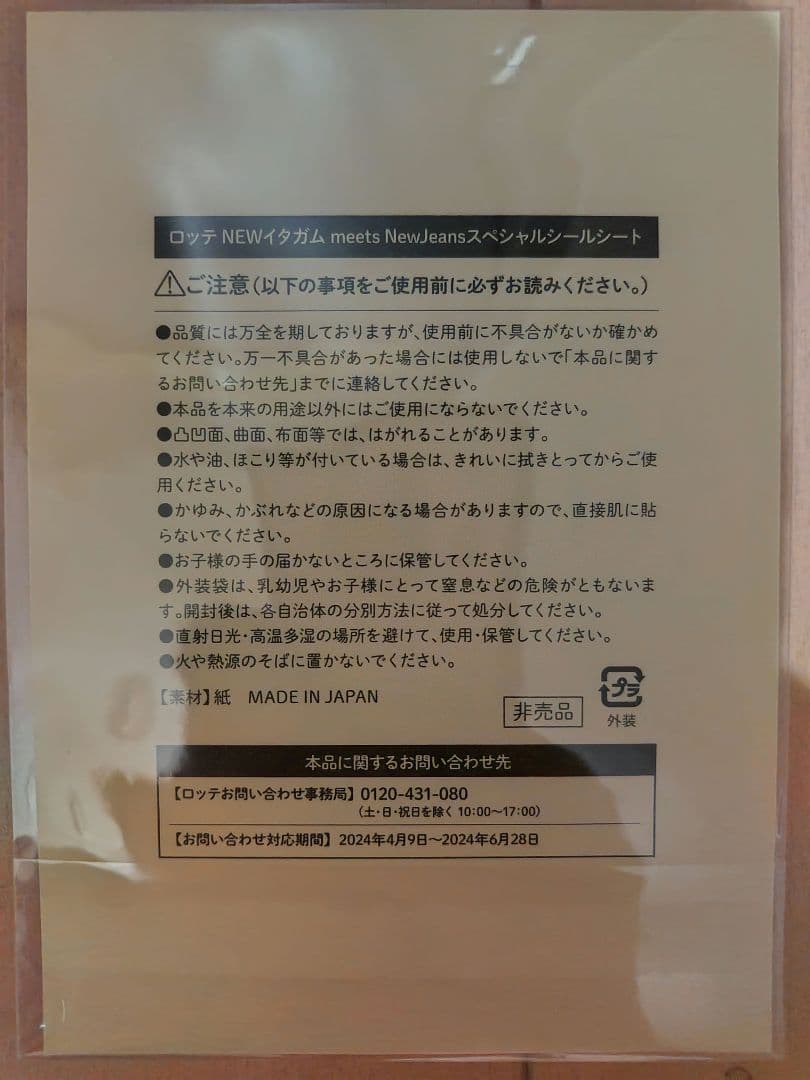 ロッテ NEWイタガム meets NewJeansスペシャルシールシート
⚠ご注意(以下の事項をご使用前に必ずお読みください。)
●品質には万全を期しておりますが、使用前に不具合がないか確かめ
てください。万一不具合があった場合には使用しないで「本品に関す
るお問い合わせ先」までに連絡してください。
●本品を本来の用途以外にはご使用にならないでください。
●凸凹面、曲面、布面等では、はがれることがあります。
●水や油、ほこり等が付いている場合は、きれいに拭きとってからご使
用ください。
●かゆみ、かぶれなどの原因になる場合がありますので、直接肌に貼
らないでください。
●お子様の手の届かないところに保管してください。
●外装袋は、乳幼児やお子様にとって窒息などの危険がともないま
す。開封後は、各自治体の分別方法に従って処分してください。
●直射日光・高温多湿の場所を避けて、使用・保管してください。
●火や熱源のそばに置かないでください。
【素材】紙 MADE IN JAPAN
非売品
プラ
外装
本品に関するお問い合わせ先
【ロッテお問い合わせ事務局】0120-431-080
(土・日・祝日を除く 10:00〜17:00)
【お問い合わせ対応期間】2024年4月9日〜2024年6月28日